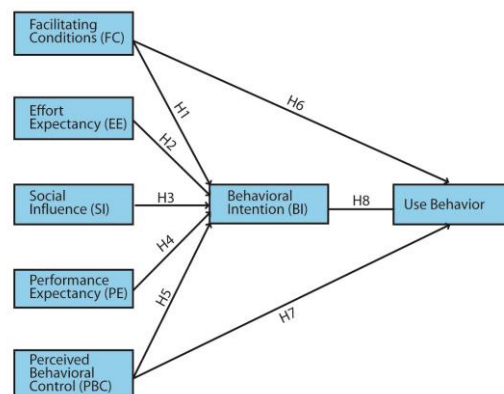 Facilitating
Conditions (FC)
H1
H6
Effort
Expectancy (EE)
H2
Social
Influence (SI)
H3
Behavioral
Intention (BI)
H8
Use Behavior
H4
Performance
Expectancy (PE)
H5
H7
Perceived
Behavioral
Control (PBC)